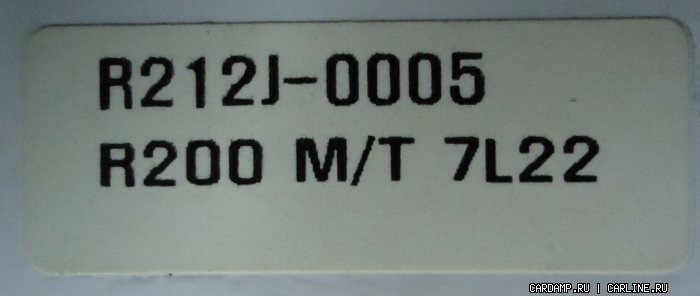 R212J-0005
R200 M/T 7L22
CARDAMP.RU | CARLINE.RU